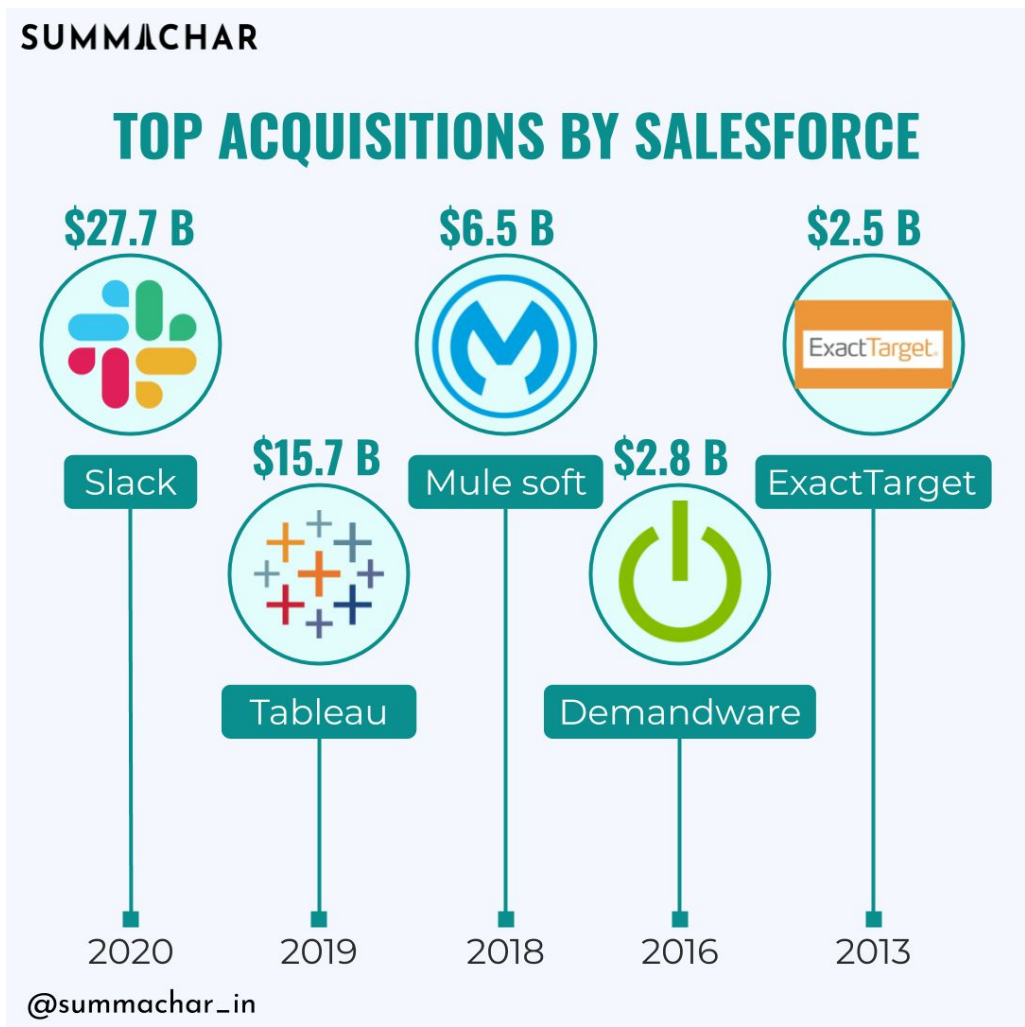 SUMMACHAR
TOP ACQUISITIONS BY SALESFORCE
$27.7 B
$6.5 B
$2.5 B
ExactTarget.
Slack
$15.7 B
Mule soft
$2.8 B
ExactTarget
Tableau
Demandware
2020
2019
2018
2016
2013
@summachar_in